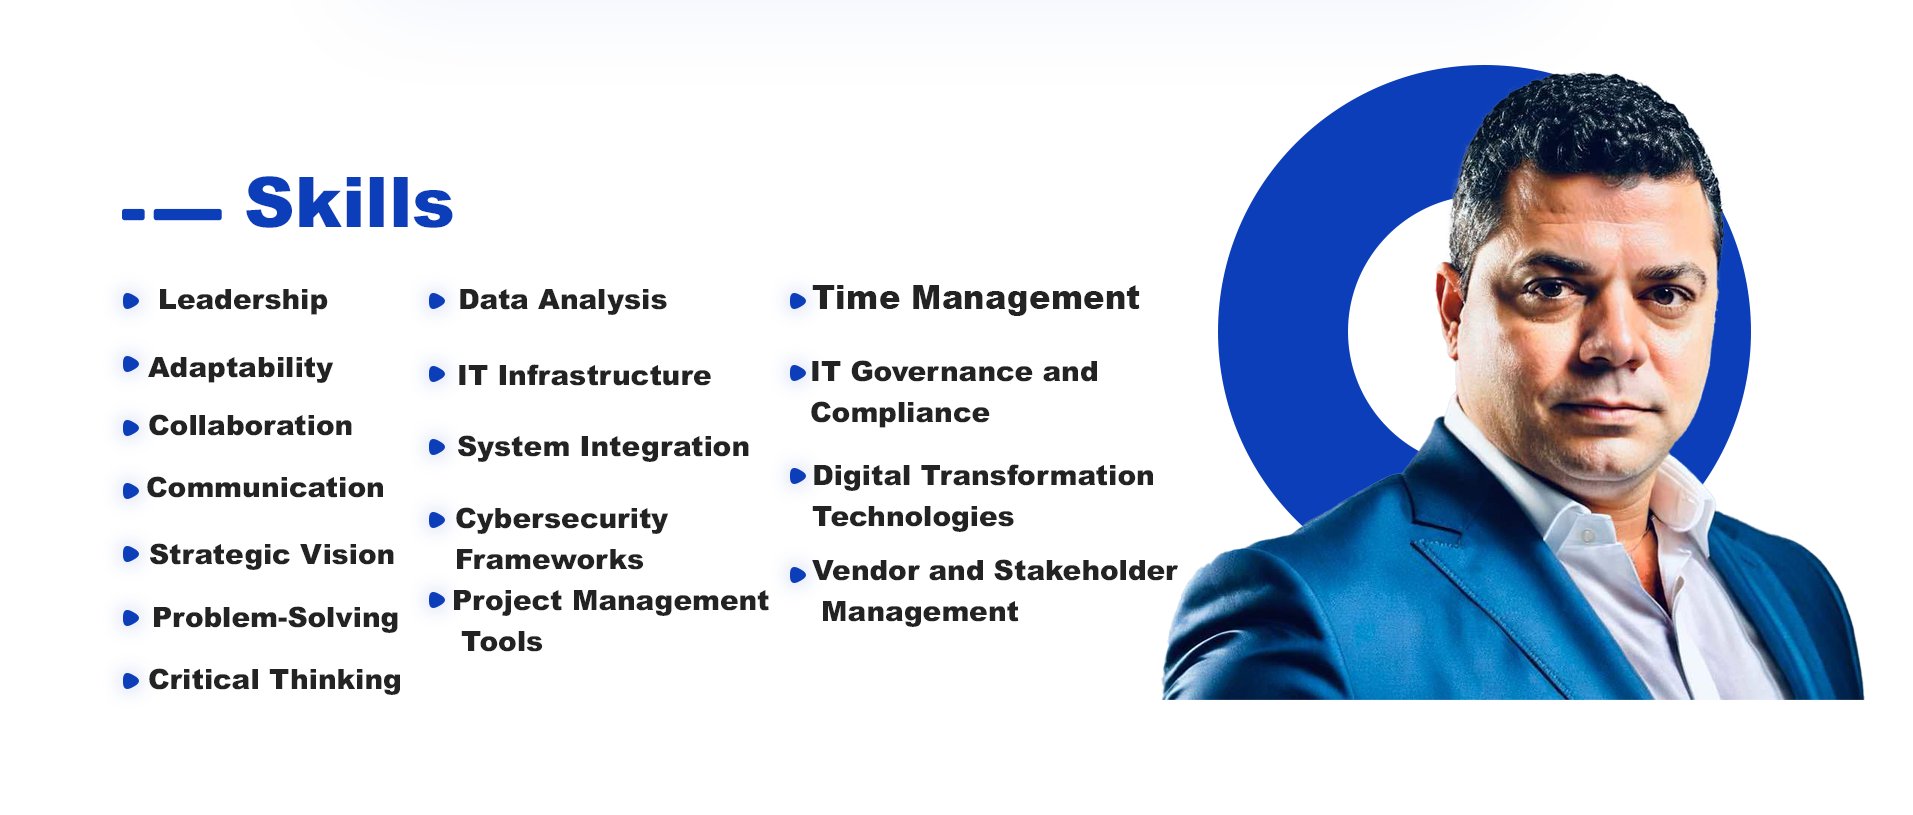 Skills
Leadership
Adaptability
Collaboration
Communication
Strategic Vision
Problem-Solving
Critical Thinking
Data Analysis
IT Infrastructure
System Integration
Cybersecurity
Frameworks
Project Management
Tools
Time Management
IT Governance and
Compliance
Digital Transformation
Technologies
Vendor and Stakeholder
Management